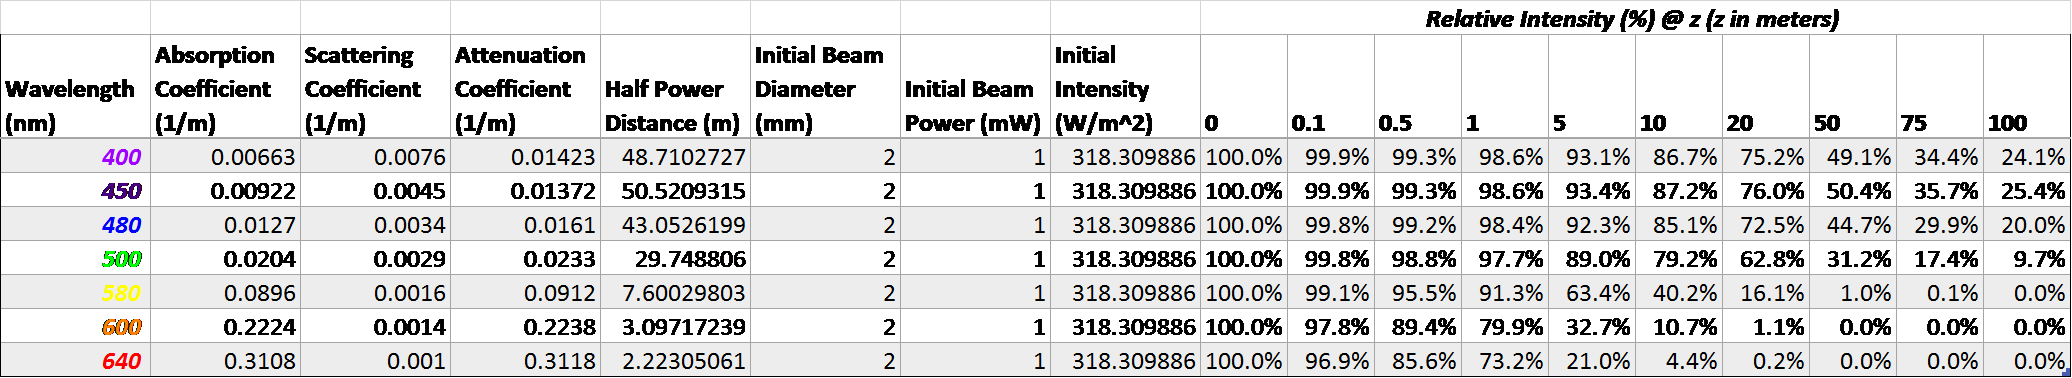 Relative Intensity (%) @ z (z in meters)
Wavelength (nm) Absorption Coefficient (1/m) Scattering Coefficient (1/m) Attenuation Coefficient (1/m) Half Power Distance (m) Initial Beam Diameter (mm) Initial Beam Power (mW) Initial Intensity (W/m^2) 0 0.1 0.5 1 5 10 20 50 75 100
400 0.00663 0.0076 0.01423 48.7102727 2 1 318.309886 100.0% 99.9% 99.3% 98.6% 93.1% 86.7% 75.2% 49.1% 34.4% 24.1%
450 0.00922 0.0045 0.01372 50.5209315 2 1 318.309886 100.0% 99.9% 99.3% 98.6% 93.4% 87.2% 76.0% 50.4% 35.7% 25.4%
480 0.0127 0.0034 0.0161 43.0526199 2 1 318.309886 100.0% 99.8% 99.2% 98.4% 92.3% 85.1% 72.5% 44.7% 29.9% 20.0%
500 0.0204 0.0029 0.0233 29.748806 2 1 318.309886 100.0% 99.8% 98.8% 97.7% 89.0% 79.2% 62.8% 31.2% 17.4% 9.7%
580 0.0896 0.0016 0.0912 7.60029803 2 1 318.309886 100.0% 99.1% 95.5% 91.3% 63.4% 40.2% 16.1% 1.0% 0.1% 0.0%
600 0.2224 0.0014 0.2238 3.09717239 2 1 318.309886 100.0% 97.8% 89.4% 79.9% 32.7% 10.7% 1.1% 0.0% 0.0% 0.0%
640 0.3108 0.001 0.3118 2.22305061 2 1 318.309886 100.0% 96.9% 85.6% 73.2% 21.0% 4.4% 0.2% 0.0% 0.0% 0.0%